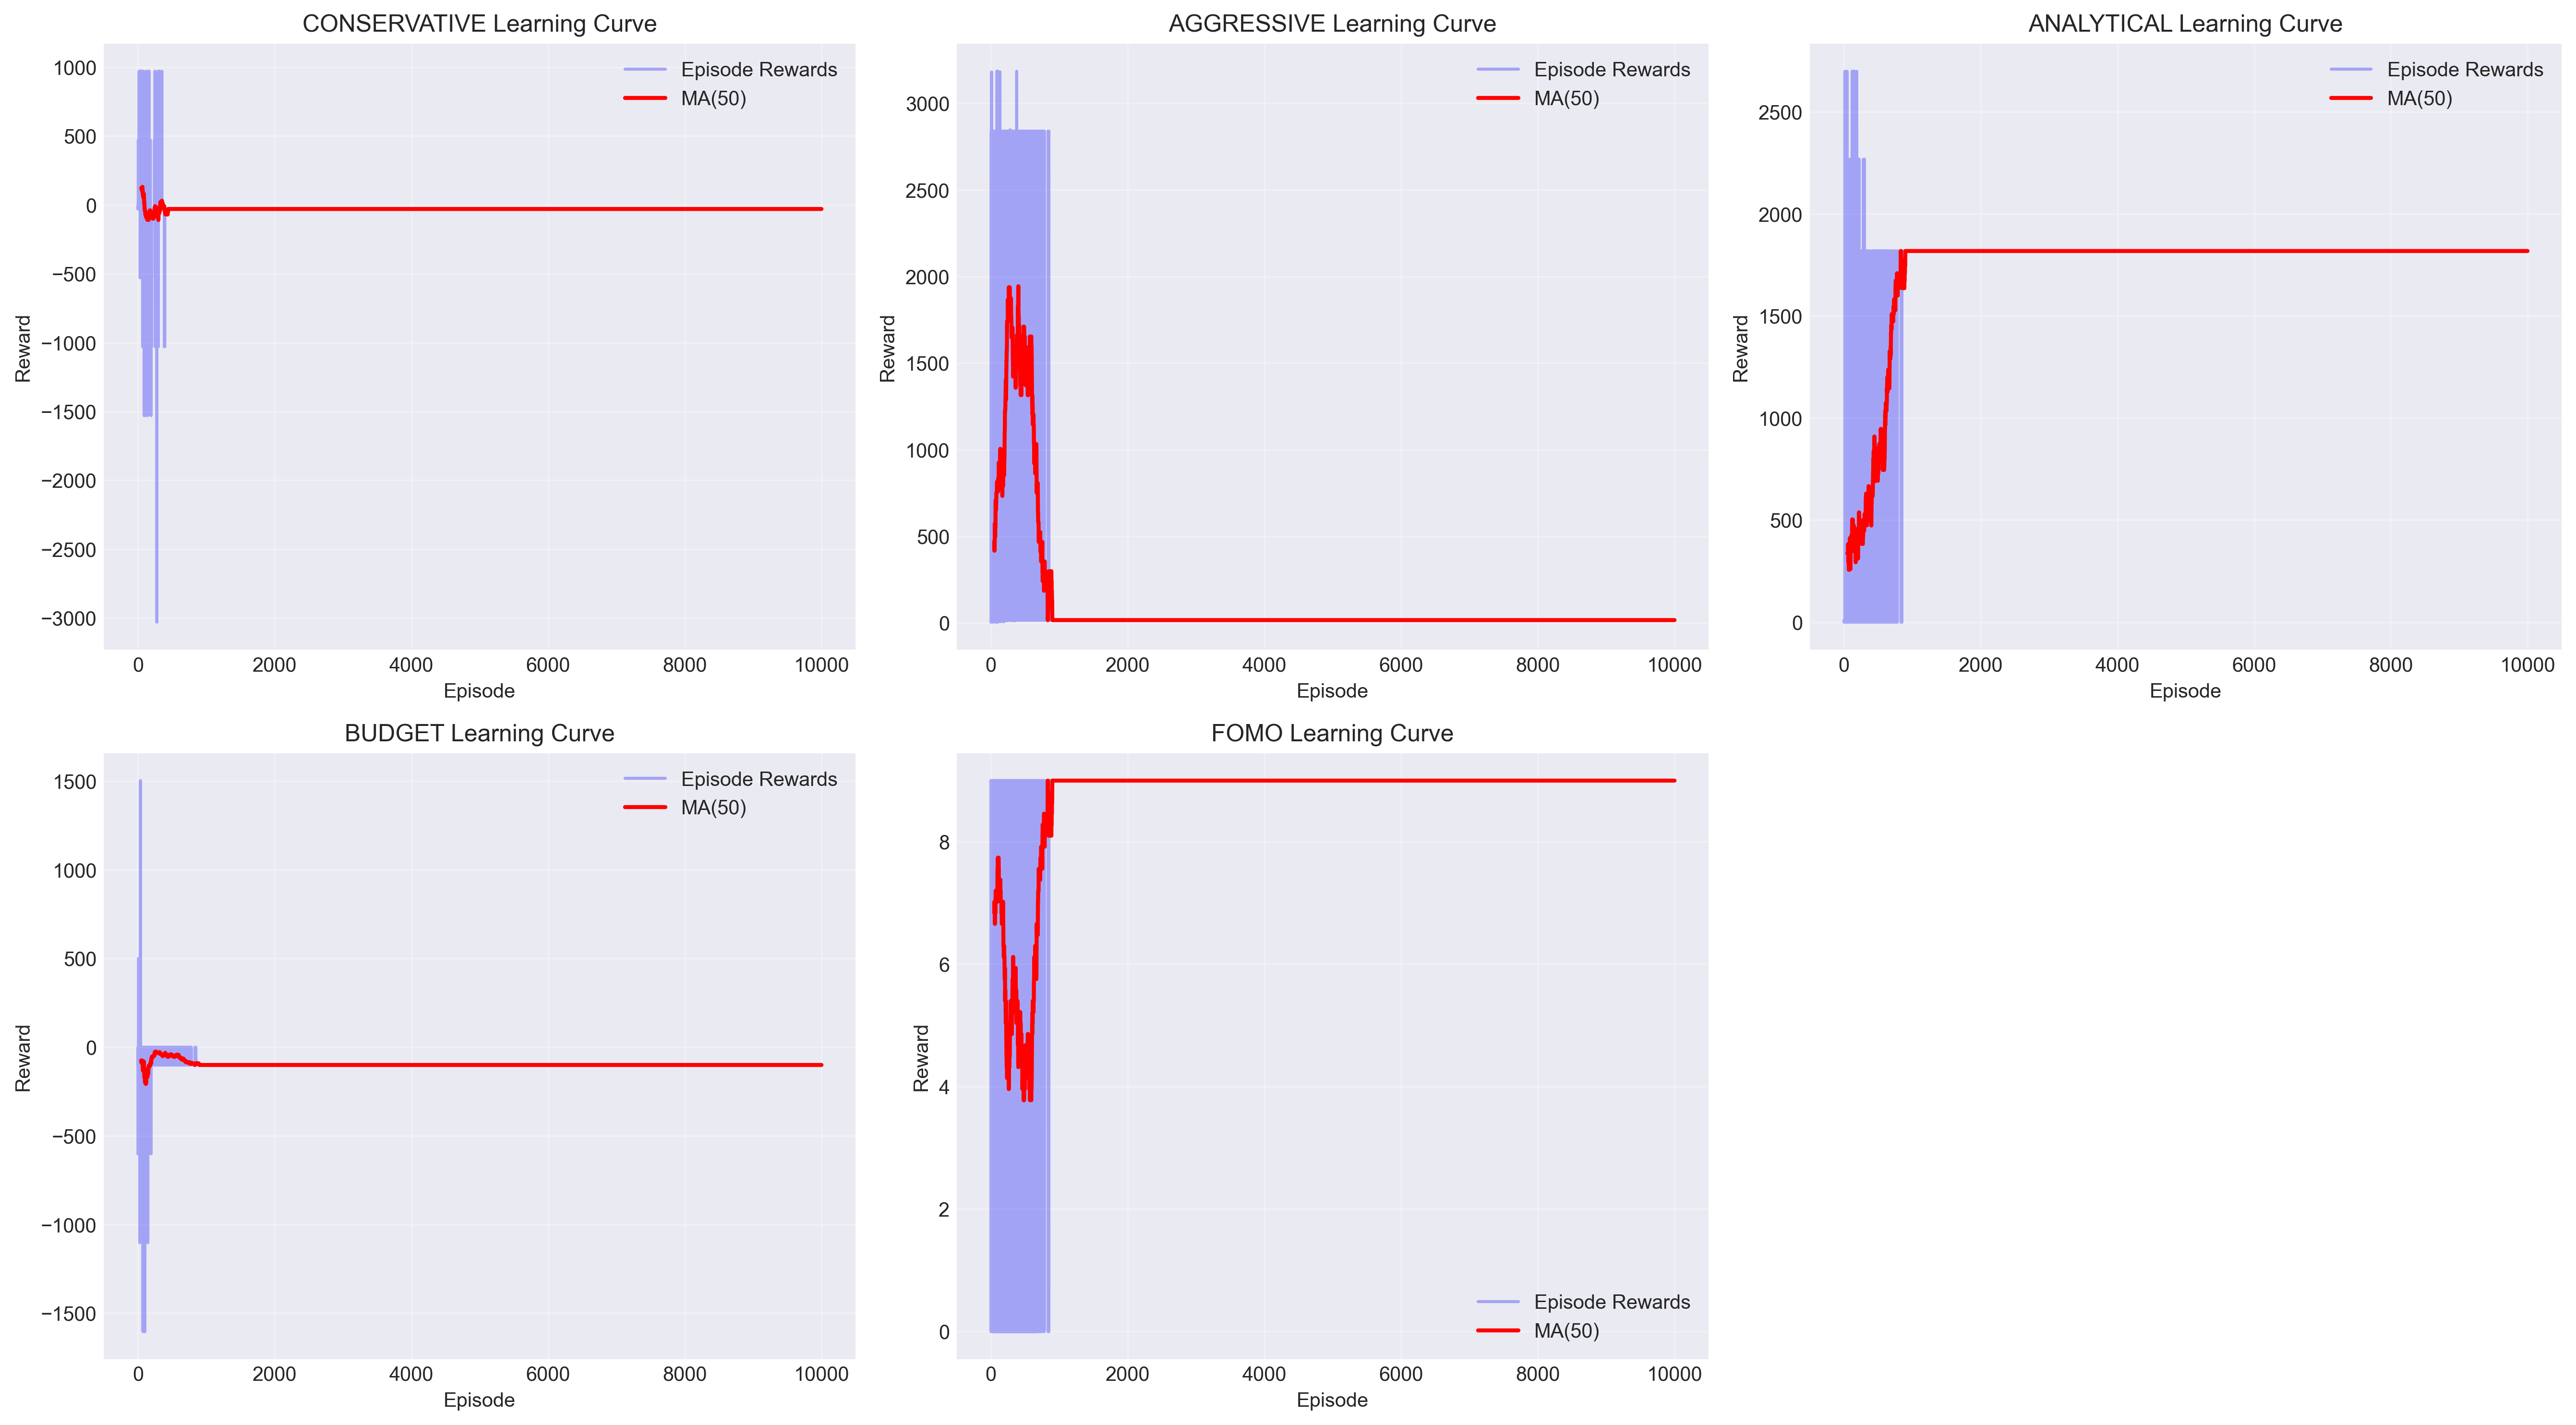 CONSERVATIVE Learning Curve
1000
500
0
−500
−1000
−1500
−2000
−2500
−3000
Reward
Episode Rewards
MA(50)
0 2000 4000 6000 8000 10000
Episode
AGGRESSIVE Learning Curve
3000
2500
2000
1500
1000
500
0
Reward
Episode Rewards
MA(50)
0 2000 4000 6000 8000 10000
Episode
ANALYTICAL Learning Curve
2500
2000
1500
1000
500
0
Reward
Episode Rewards
MA(50)
0 2000 4000 6000 8000 10000
Episode
BUDGET Learning Curve
1500
1000
500
0
−500
−1000
−1500
Reward
Episode Rewards
MA(50)
0 2000 4000 6000 8000 10000
Episode
FOMO Learning Curve
8
6
4
2
0
Reward
Episode Rewards
MA(50)
0 2000 4000 6000 8000 10000
Episode